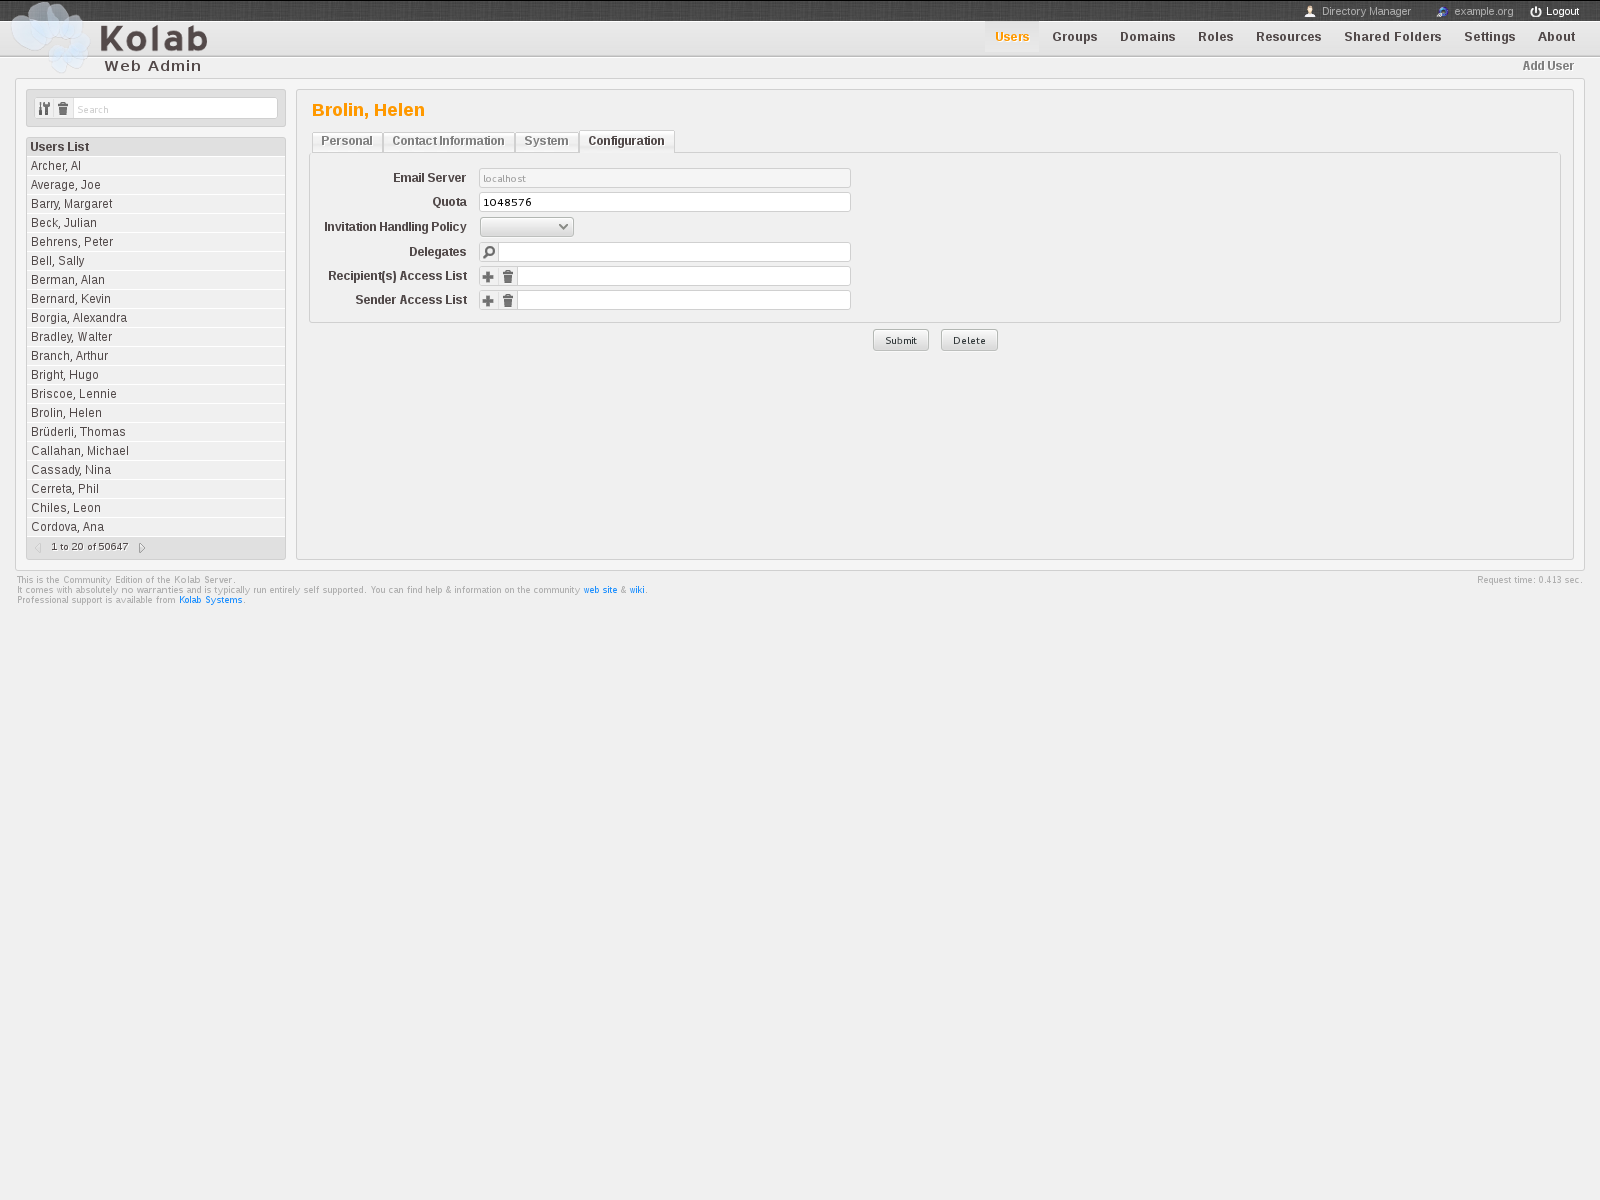 Directory Manager example.org Logout
Kolab
Web Admin
Users Groups Domains Roles Resources Shared Folders Settings About
Add User
Search
Users List
Archer, Al
Average, Joe
Barry, Margaret
Beck, Julian
Behrens, Peter
Bell, Sally
Berman, Alan
Bernard, Kevin
Borgia, Alexandra
Bradley, Walter
Branch, Arthur
Bright, Hugo
Briscoe, Lennie
Brolin, Helen
Brüderli, Thomas
Callahan, Michael
Cassady, Nina
Cerreta, Phil
Chiles, Leon
Cordova, Ana
1 to 20 of 50647
Brolin, Helen
Personal Contact Information System Configuration
Email Server localhost
Quota 1048576
Invitation Handling Policy
Delegates
Recipient(s) Access List
Sender Access List
Submit Delete
This is the Community Edition of the Kolab Server.
It comes with absolutely no warranties and is typically run entirely self supported. You can find help & information on the community web site & wiki.
Professional support is available from Kolab Systems.
Request time: 0.413 sec.